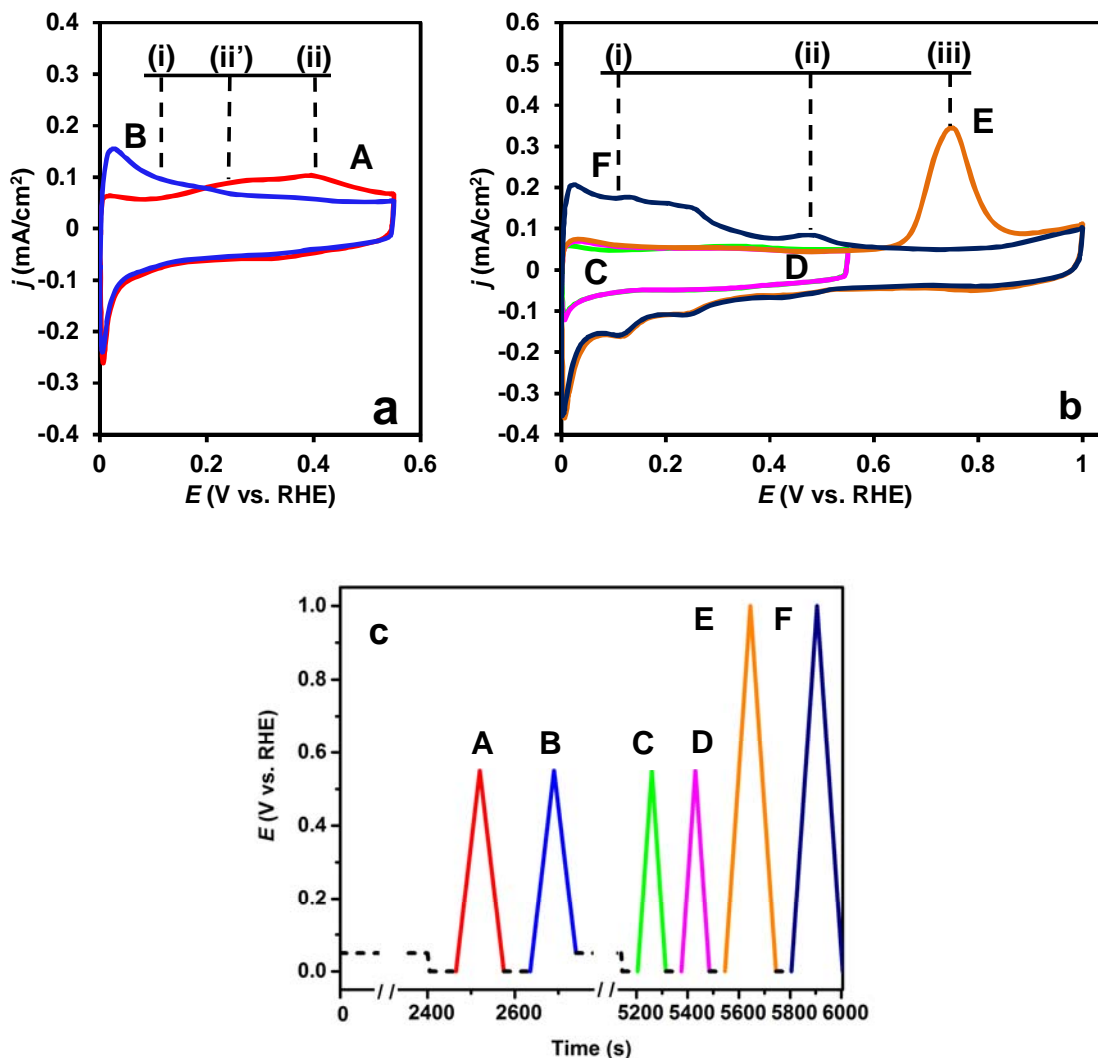 0.4
0.3
0.2
0.1
0
-0.1
-0.2
-0.3
-0.4
j (mA/cm²)
(i) (ii') (ii)
B
A
a
0 0.2 0.4 0.6
E (V vs. RHE)
0.6
0.5
0.4
0.3
0.2
0.1
0
-0.1
-0.2
-0.3
-0.4
j (mA/cm²)
(i) (ii) (iii)
E
F
C
D
b
0 0.2 0.4 0.6 0.8 1
E (V vs. RHE)
1.0
0.8
0.6
0.4
0.2
0.0
E (V vs. RHE)
c
E F
A B C D
0 2400 2600 5200 5400 5600 5800 6000
Time (s)